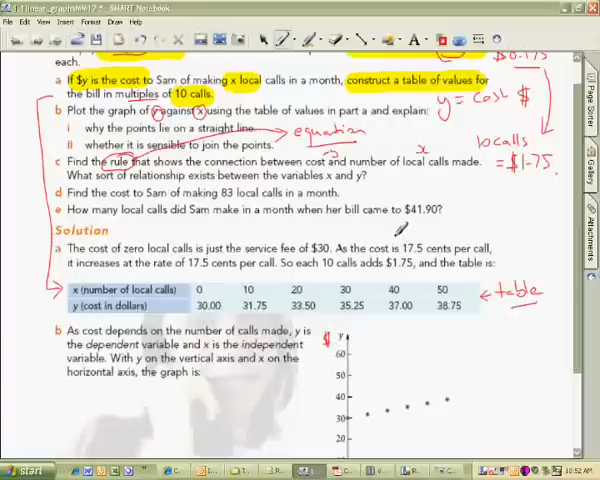 1.1linear_graphsMW17 * - SMART Notebook
File Edit View Insert Format Draw Help
each.
$0.175
a If $y is the cost to Sam of making x local calls in a month, construct a table of values for
the bill in multiples of 10 calls.
y = cost $
b Plot the graph of y against x using the table of values in part a and explain:
i why the points lie on a straight line
equation
ii whether it is sensible to join the points.
10calls
= $1.75.
x
c Find the rule that shows the connection between cost and number of local calls made.
What sort of relationship exists between the variables x and y?
d Find the cost to Sam of making 83 local calls in a month.
e How many local calls did Sam make in a month when her bill came to $41.90?
Solution
a The cost of zero local calls is just the service fee of $30. As the cost is 17.5 cents per call,
it increases at the rate of 17.5 cents per call. So each 10 calls adds $1.75, and the table is:
x (number of local calls) 0 10 20 30 40 50
y (cost in dollars) 30.00 31.75 33.50 35.25 37.00 38.75
table
b As cost depends on the number of calls made, y is
the dependent variable and x is the independent
variable. With y on the vertical axis and x on the
horizontal axis, the graph is:
$ y
60
50
40
30
20
Page Sorter
Gallery
Attachments
start
10:52 AM